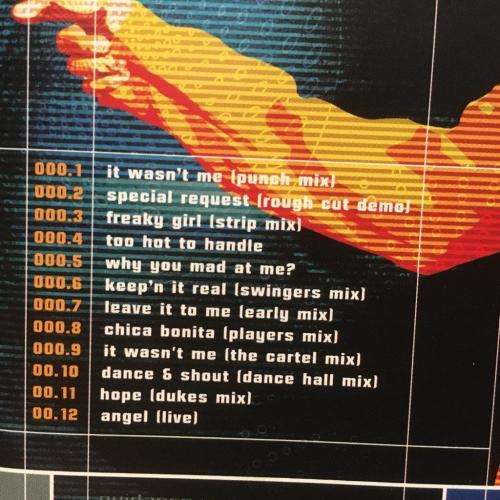 000.1 it wasn't me (punch mix)
000.2 special request (rough cut demo)
000.3 freaky girl (strip mix)
000.4 too hot to handle
000.5 why you mad at me?
000.6 keep'n it real (swingers mix)
000.7 leave it to me (early mix)
000.8 chica bonita (players mix)
000.9 it wasn't me (the cartel mix)
00.10 dance & shout (dance hall mix)
00.11 hope (dukes mix)
00.12 angel (live)